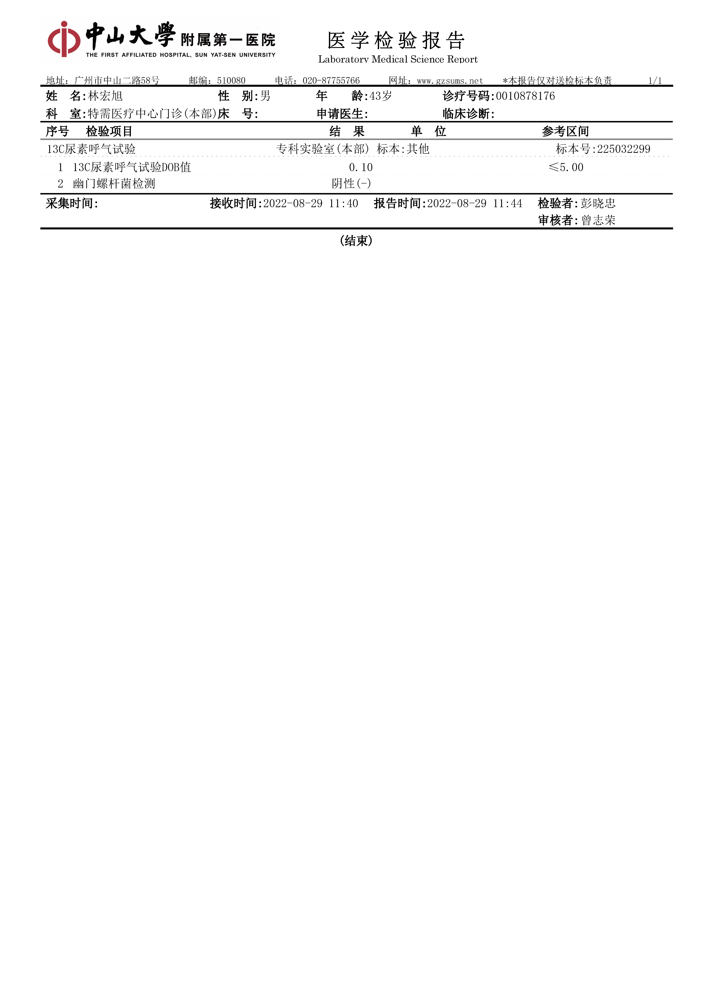 中山大學 附属第一医院
THE FIRST AFFILIATED HOSPITAL, SUN YAT-SEN UNIVERSITY
医学检验报告
Laboratory Medical Science Report
地址: 广州市中山二路58号 邮编: 510080 电话: 020-87755766 网址: www.gzsums.net *本报告仅对送检标本负责 1/1
姓 名:林宏旭 性 别:男 年 龄:43岁 诊疗号码:0010878176
科 室:特需医疗中心门诊(本部) 床 号: 申请医生: 临床诊断:
序号 检验项目 结 果 单 位 参考区间
13C尿素呼气试验 专科实验室(本部) 标本:其他 标本号:225032299
1 13C尿素呼气试验DOB值 0.10 ≤5.00
2 幽门螺杆菌检测 阴性(-)
采集时间: 接收时间:2022-08-29 11:40 报告时间:2022-08-29 11:44 检验者:彭晓忠
审核者:曾志荣
(结束)